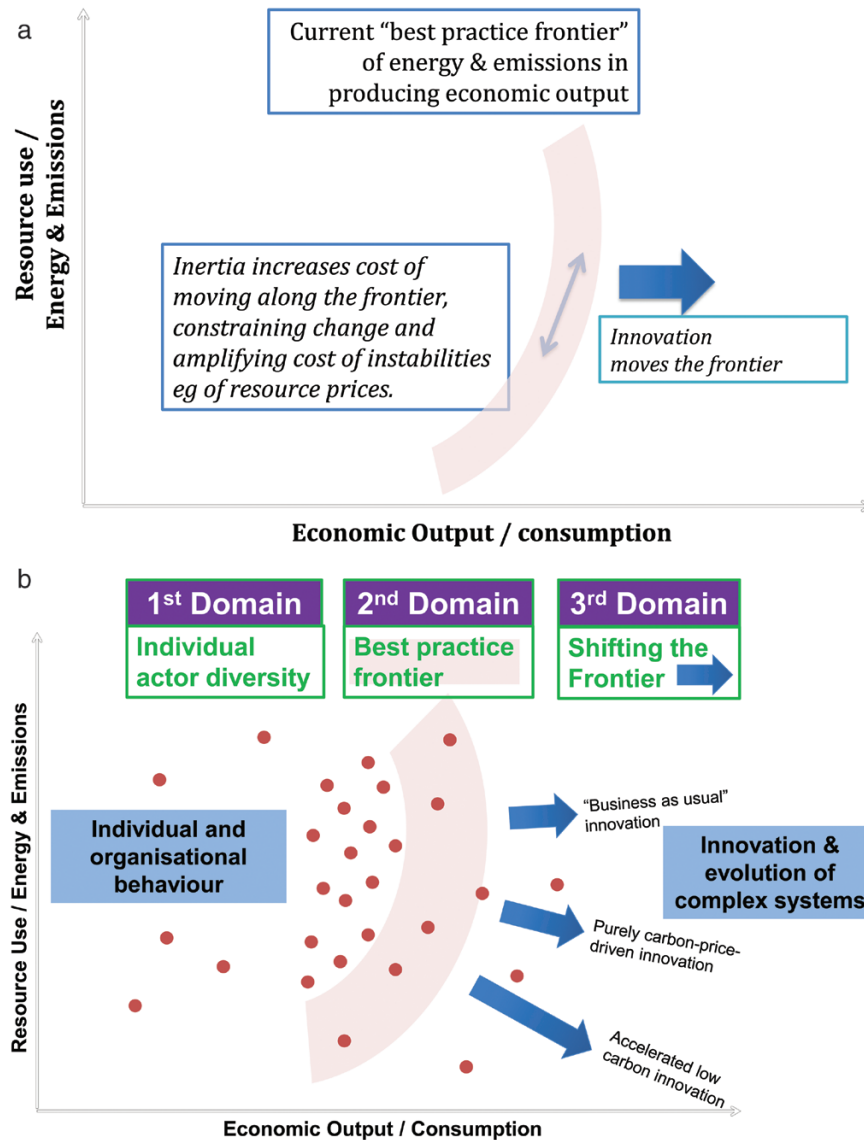 a
Current “best practice frontier”
of energy & emissions in
producing economic output
Resource use /
Energy & Emissions
Inertia increases cost of
moving along the frontier,
constraining change and
amplifying cost of instabilities
eg of resource prices.
Innovation
moves the frontier
Economic Output / consumption
b
1st Domain
2nd Domain
3rd Domain
Individual
actor diversity
Best practice
frontier
Shifting the
Frontier
Resource Use / Energy & Emissions
Individual and
organisational
behaviour
“Business as usual”
innovation
Innovation &
evolution of
complex systems
Purely carbon-price-
driven innovation
Accelerated low
carbon innovation
Economic Output / Consumption